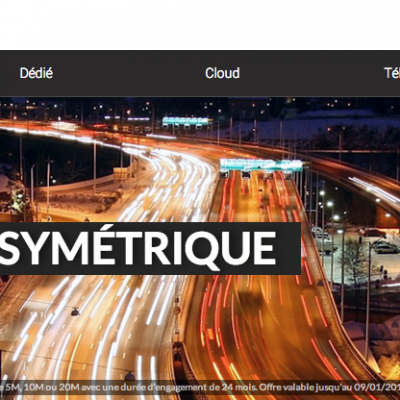 Dédié Cloud Té
SYMÉTRIQUE
e 5M, 10M ou 20M avec une durée d'engagement de 24 mois. Offre valable jusqu'au 09/01/201